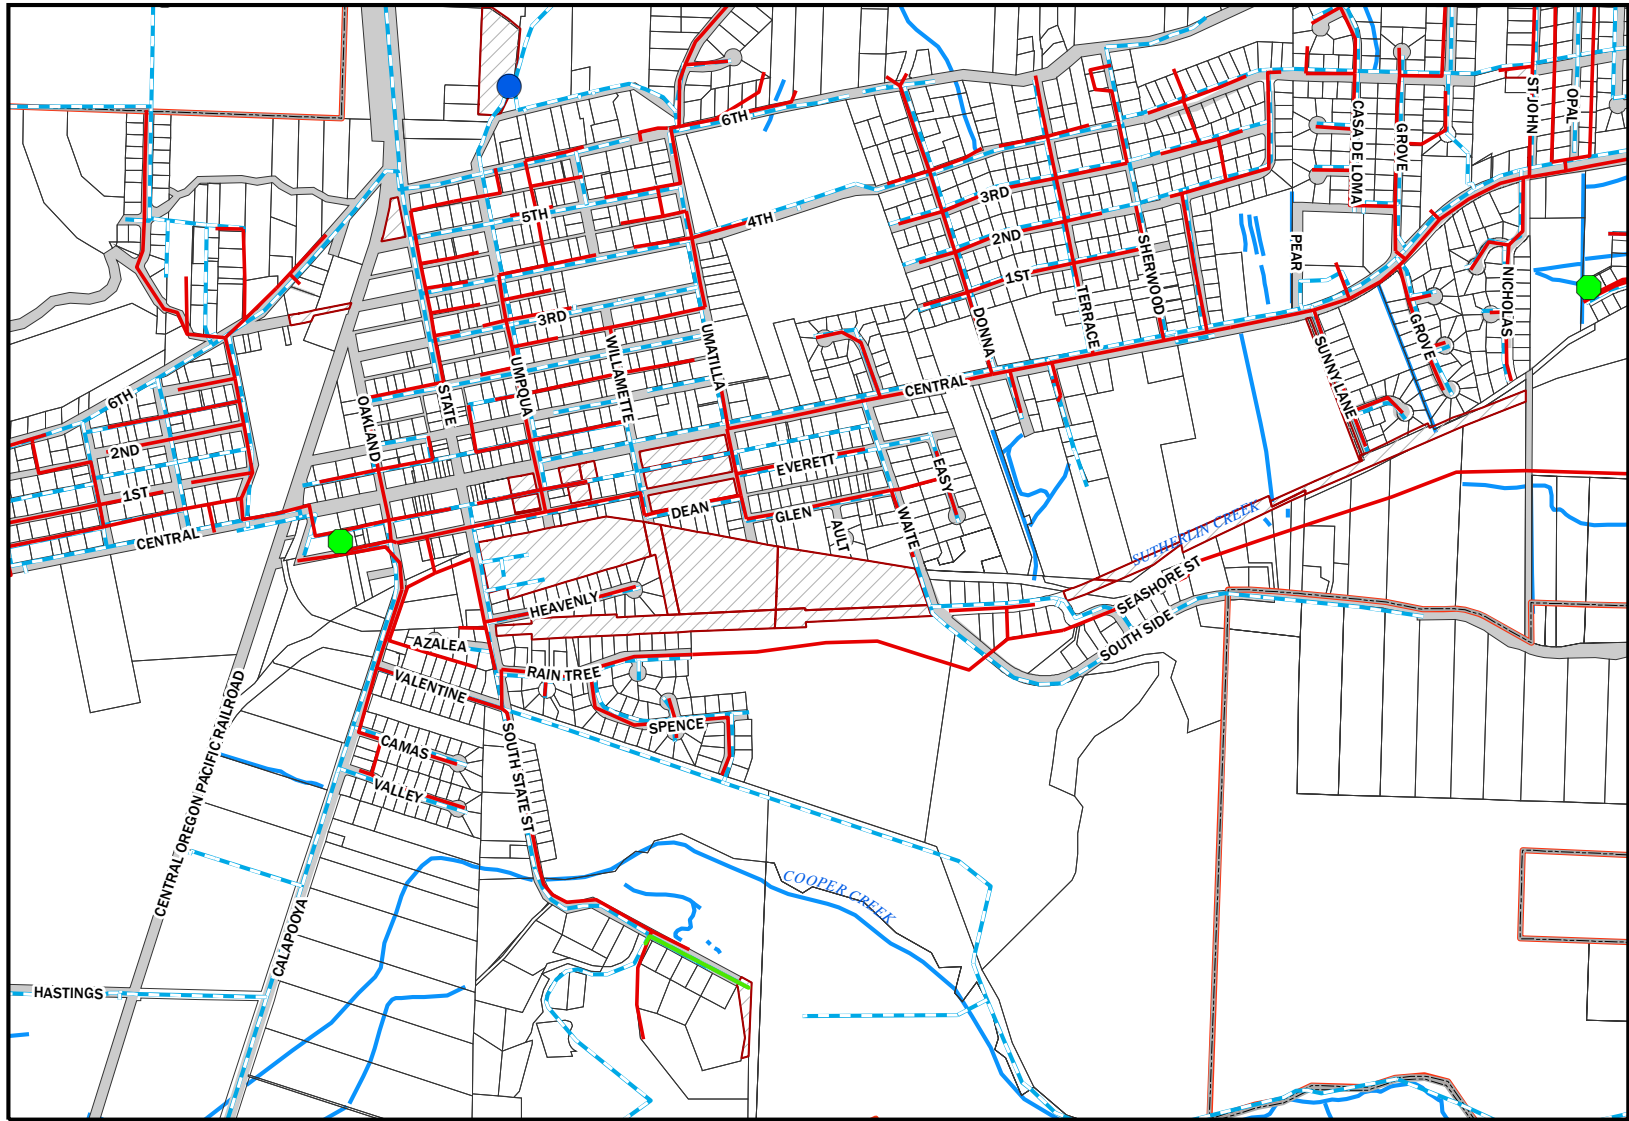 6TH
ST JOHN
OPAL
CASA DE LOMA
GROVE
5TH
4TH
3RD
2ND
1ST
SHERWOOD
PEAR
NICHOLAS
TERRACE
DONNA
3RD
UMATILLA
WILLAMETTE
UMPQUA
STATE
OAKLAND
6TH
2ND
1ST
CENTRAL
CENTRAL
GROVE
SUNNY LANE
EVERETT
EASY
DEAN
GLEN
AULT
WAITE
SUTHERLIN CREEK
SEASHORE ST
SOUTH SIDE
HEAVENLY
AZALEA
RAIN TREE
VALENTINE
SPENCE
CAMAS
VALLEY
SOUTH STATE ST
CENTRAL OREGON PACIFIC RAILROAD
COOPER CREEK
CALAPOOYA
HASTINGS